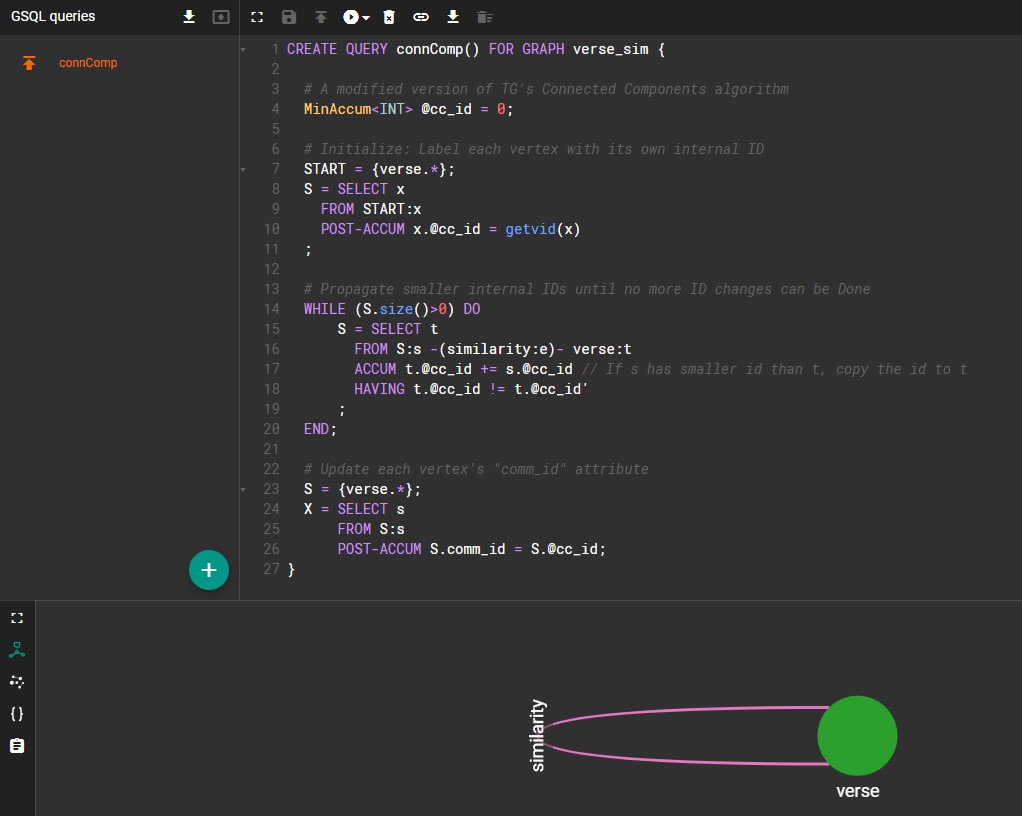 GSQL queries
connComp
1 CREATE QUERY connComp() FOR GRAPH verse_sim {
2
3 # A modified version of TG's Connected Components algorithm
4 MinAccum<INT> @cc_id = 0;
5
6 # Initialize: Label each vertex with its own internal ID
7 START = {verse.*};
8 S = SELECT x
9 FROM START:x
10 POST-ACCUM x.@cc_id = getvid(x)
11 ;
12
13 # Propagate smaller internal IDs until no more ID changes can be Done
14 WHILE (S.size()>0) DO
15 S = SELECT t
16 FROM S:s -(similarity:e)- verse:t
17 ACCUM t.@cc_id += s.@cc_id // If s has smaller id than t, copy the id to t
18 HAVING t.@cc_id != t.@cc_id'
19 ;
20 END;
21
22 # Update each vertex's "comm_id" attribute
23 S = {verse.*};
24 X = SELECT s
25 FROM S:s
26 POST-ACCUM S.comm_id = S.@cc_id;
27 }
similarity
verse